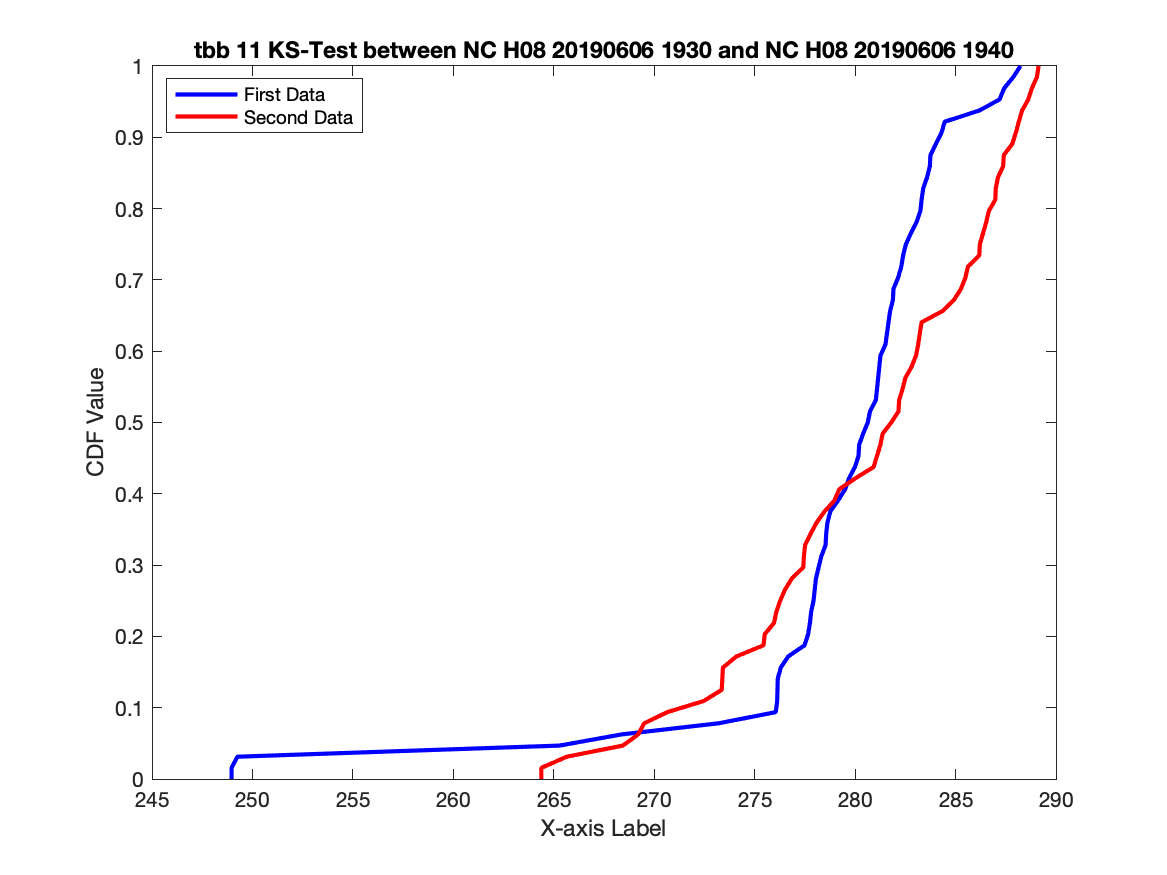 tbb 11 KS-Test between NC H08 20190606 1930 and NC H08 20190606 1940
First Data
Second Data
1
0.9
0.8
0.7
0.6
0.5
0.4
0.3
0.2
0.1
0
CDF Value
245 250 255 260 265 270 275 280 285 290
X-axis Label